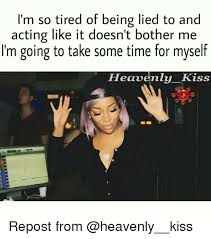 I'm so tired of being lied to and
acting like it doesn't bother me
I'm going to take some time for myself
Heavenly_Kiss
Repost from @heavenly__kiss